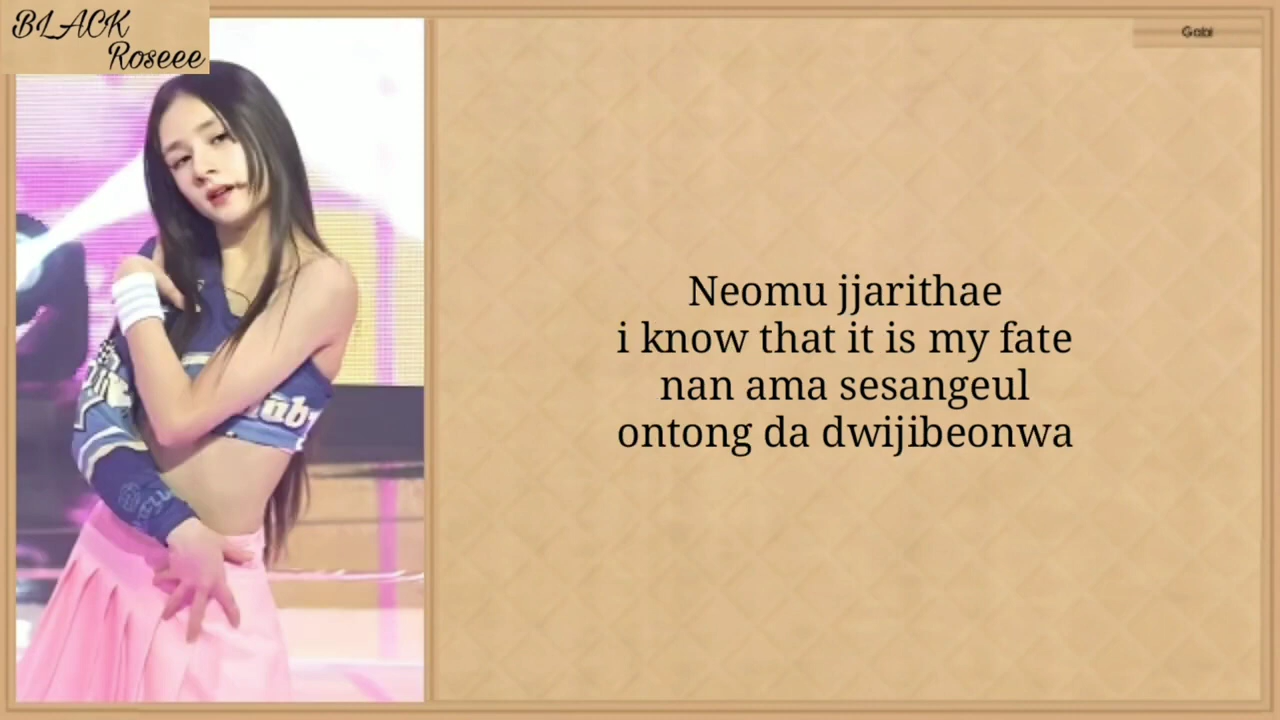 BLACK
Roseee
Gabi
Neomu jjarithae
i know that it is my fate
nan ama sesangeul
ontong da dwijibeonwa